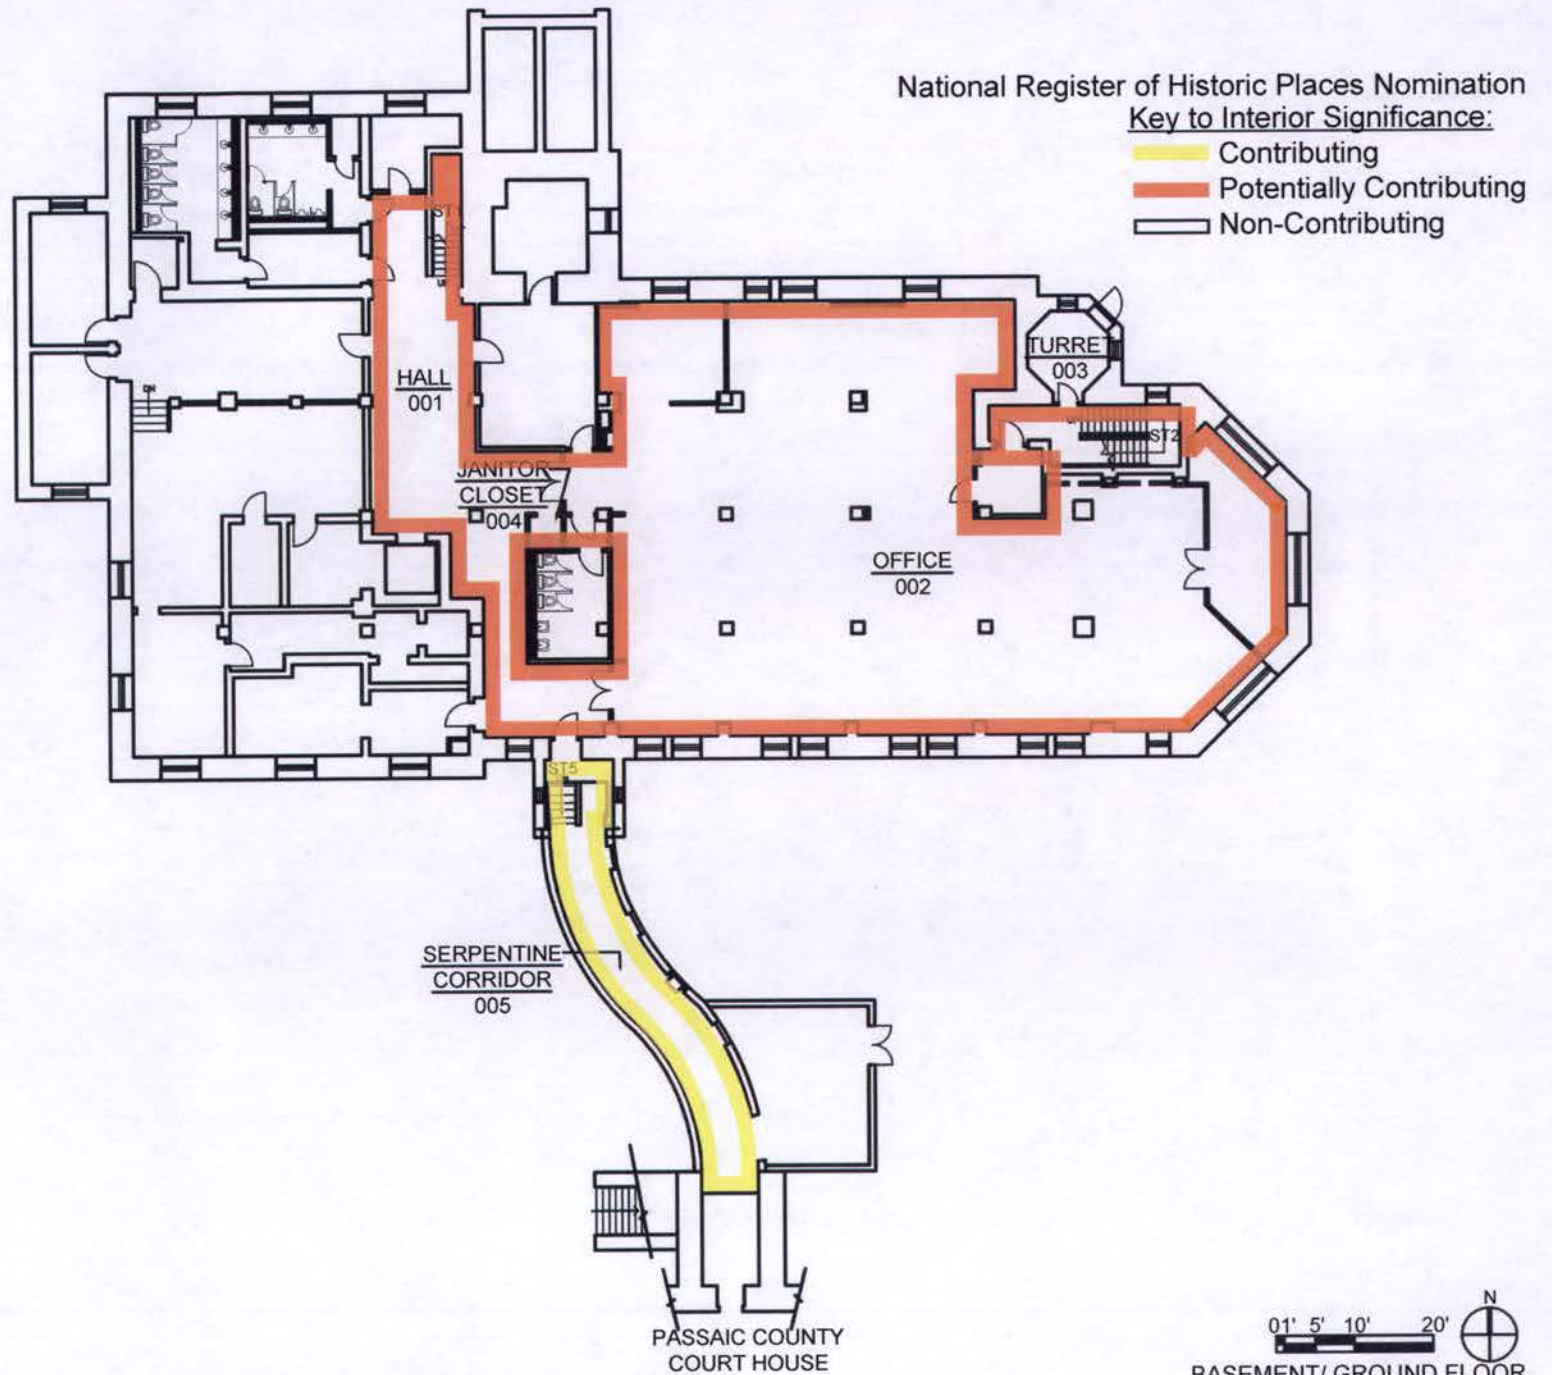 National Register of Historic Places Nomination
Key to Interior Significance:
Contributing
Potentially Contributing
Non-Contributing
TURRET
003
HALL
001
ST2
JANITOR
CLOSET
004
OFFICE
002
ST5
SERPENTINE
CORRIDOR
005
PASSAIC COUNTY
COURT HOUSE
N
01' 5' 10' 20'
BASEMENT/ GROUND FLOOR